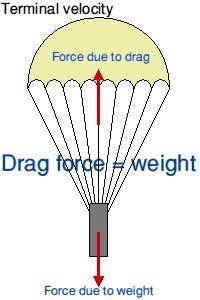 Terminal velocity
Force due to drag
Drag force = weight
Force due to weight